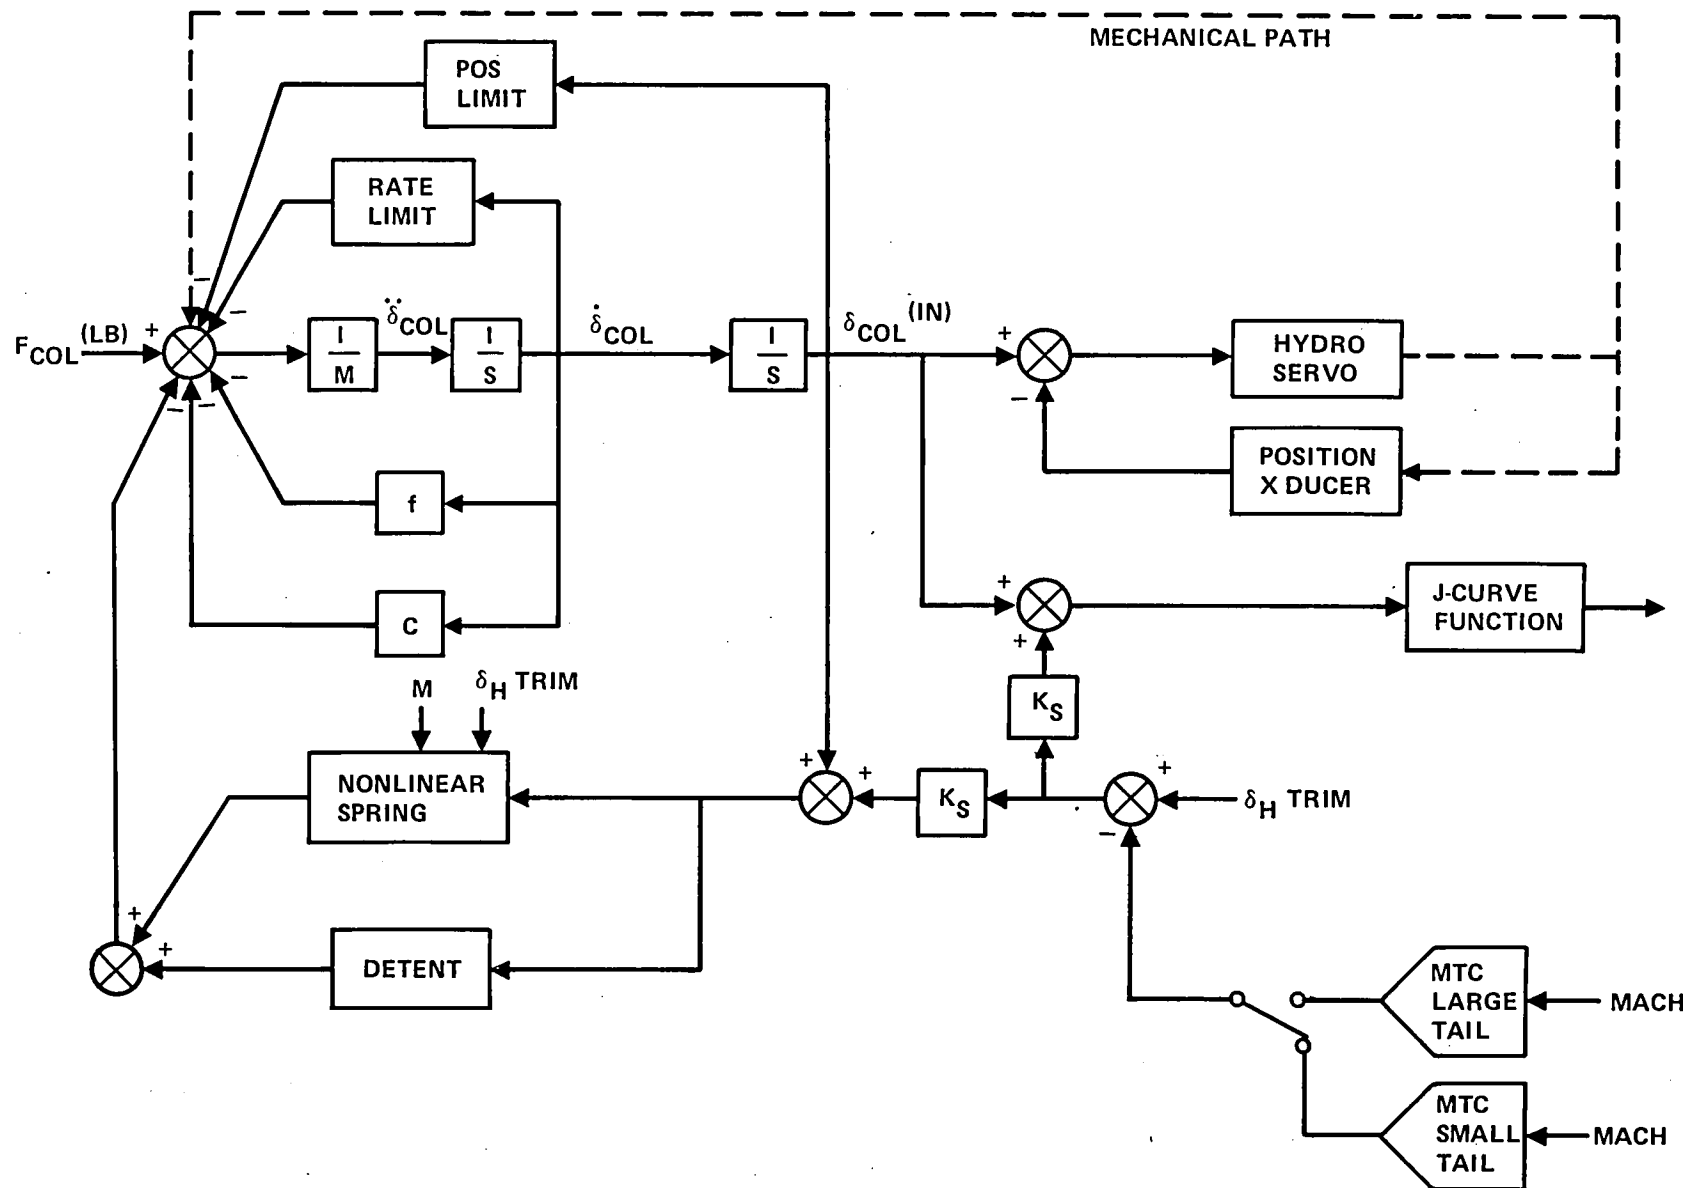 MECHANICAL PATH
POS
LIMIT
RATE
LIMIT
F_COL (LB)
+
−
−
−
−
−
I
M
δ̈_COL
I
S
δ̇_COL
I
S
δ_COL (IN)
+
−
HYDRO
SERVO
POSITION
X DUCER
f
C
+
+
J-CURVE
FUNCTION
K_S
M
δ_H TRIM
NONLINEAR
SPRING
+
+
K_S
+
−
δ_H TRIM
+
+
DETENT
MTC
LARGE
TAIL
MACH
MTC
SMALL
TAIL
MACH